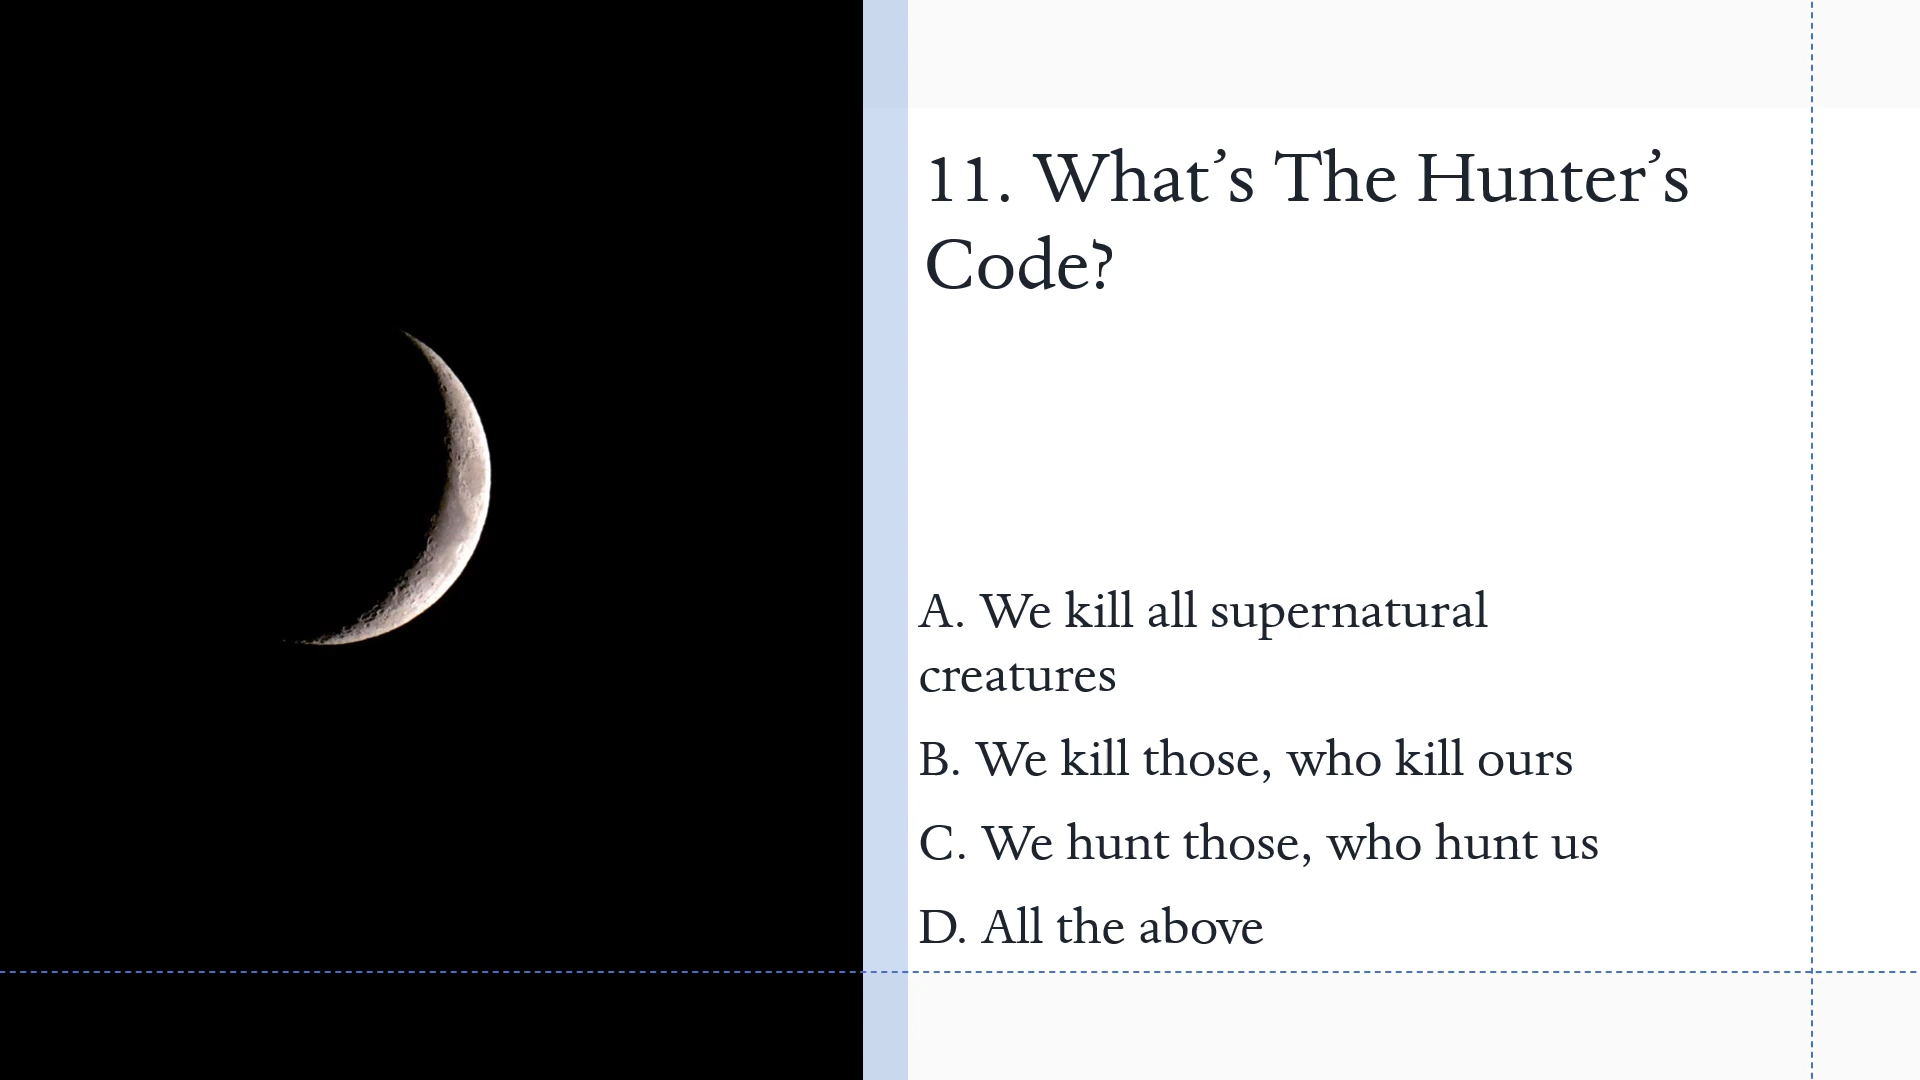 11. What’s The Hunter’s
Code?
A. We kill all supernatural
creatures
B. We kill those, who kill ours
C. We hunt those, who hunt us
D. All the above